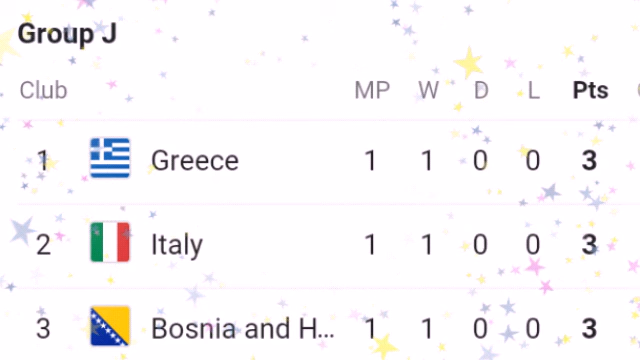 Group J
Club MP W D L Pts
1 Greece 1 1 0 0 3
2 Italy 1 1 0 0 3
3 Bosnia and H... 1 1 0 0 3